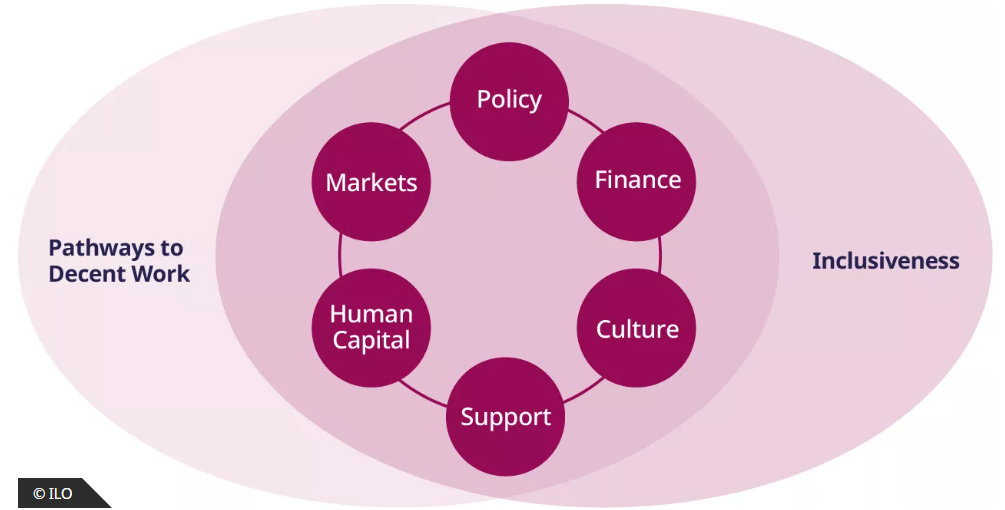 Policy
Markets
Finance
Pathways to
Decent Work
Inclusiveness
Human
Capital
Culture
Support
© ILO